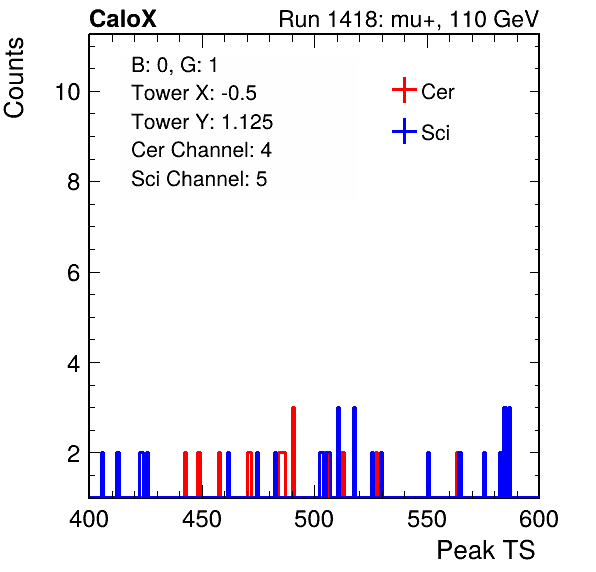 CaloX Run 1418: mu+, 110 GeV
Counts
B: 0, G: 1
Tower X: -0.5
Tower Y: 1.125
Cer Channel: 4
Sci Channel: 5
Cer
Sci
10
8
6
4
2
400 450 500 550 600
Peak TS